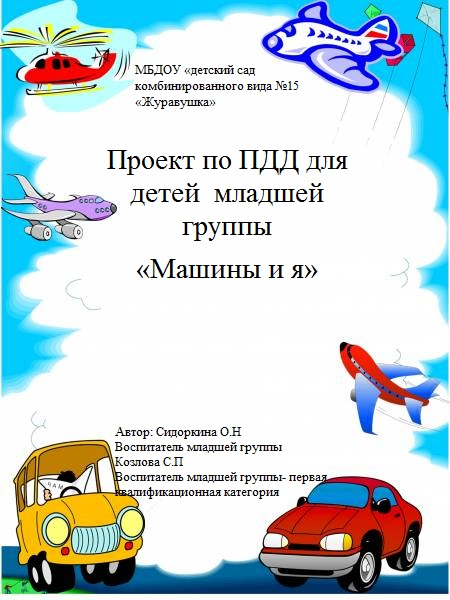 МБДОУ «детский сад
комбинированного вида №15
«Журавушка»
Проект по ПДД для
детей младшей
группы
«Машины и я»
Автор: Сидоркина О.Н
Воспитатель младшей группы
Козлова С.П
Воспитатель младшей группы- первая
квалификационная категория